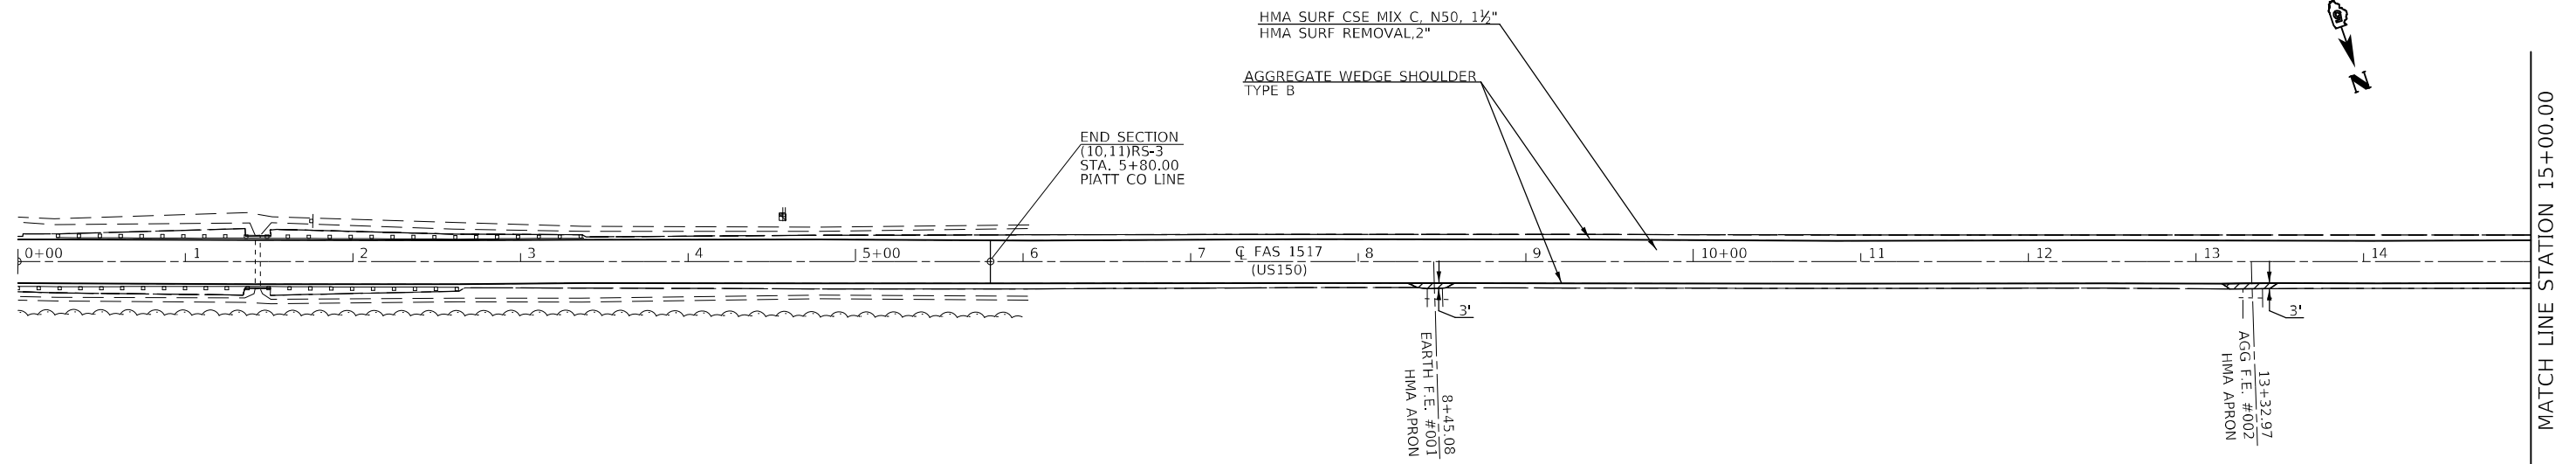 HMA SURF CSE MIX C, N50, 1½"
HMA SURF REMOVAL,2"
AGGREGATE WEDGE SHOULDER
TYPE B
END SECTION
(10,11)RS-3
STA. 5+80.00
PIATT CO LINE
N
MATCH LINE STATION 15+00.00
0+00
1
2
3
4
5+00
6
7
℄ FAS 1517
(US150)
8
9
10+00
11
12
13
14
3'
3'
8+45.08
EARTH F.E. #001
HMA APRON
13+32.97
AGG F.E. #002
HMA APRON